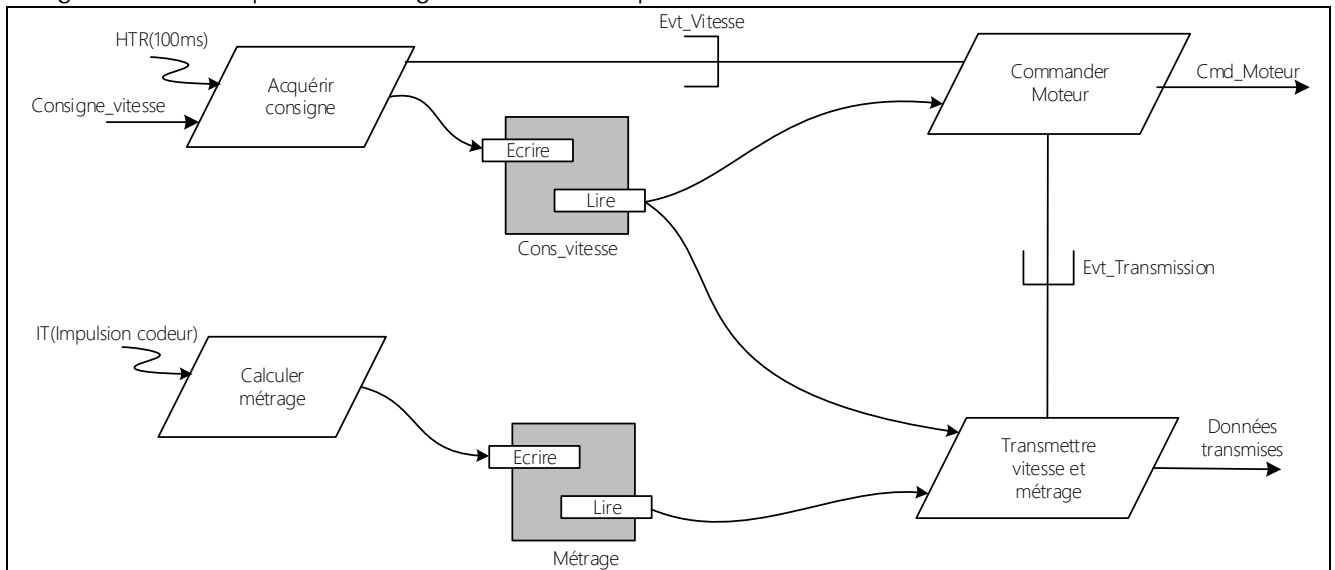 Evt_Vitesse
HTR(100ms)
Acquérir
consigne
Commander
Moteur
Cmd_Moteur
Consigne_vitesse
Ecrire
Lire
Cons_vitesse
Evt_Transmission
IT(Impulsion codeur)
Calculer
métrage
Données
transmises
Transmettre
vitesse et
métrage
Ecrire
Lire
Métrage